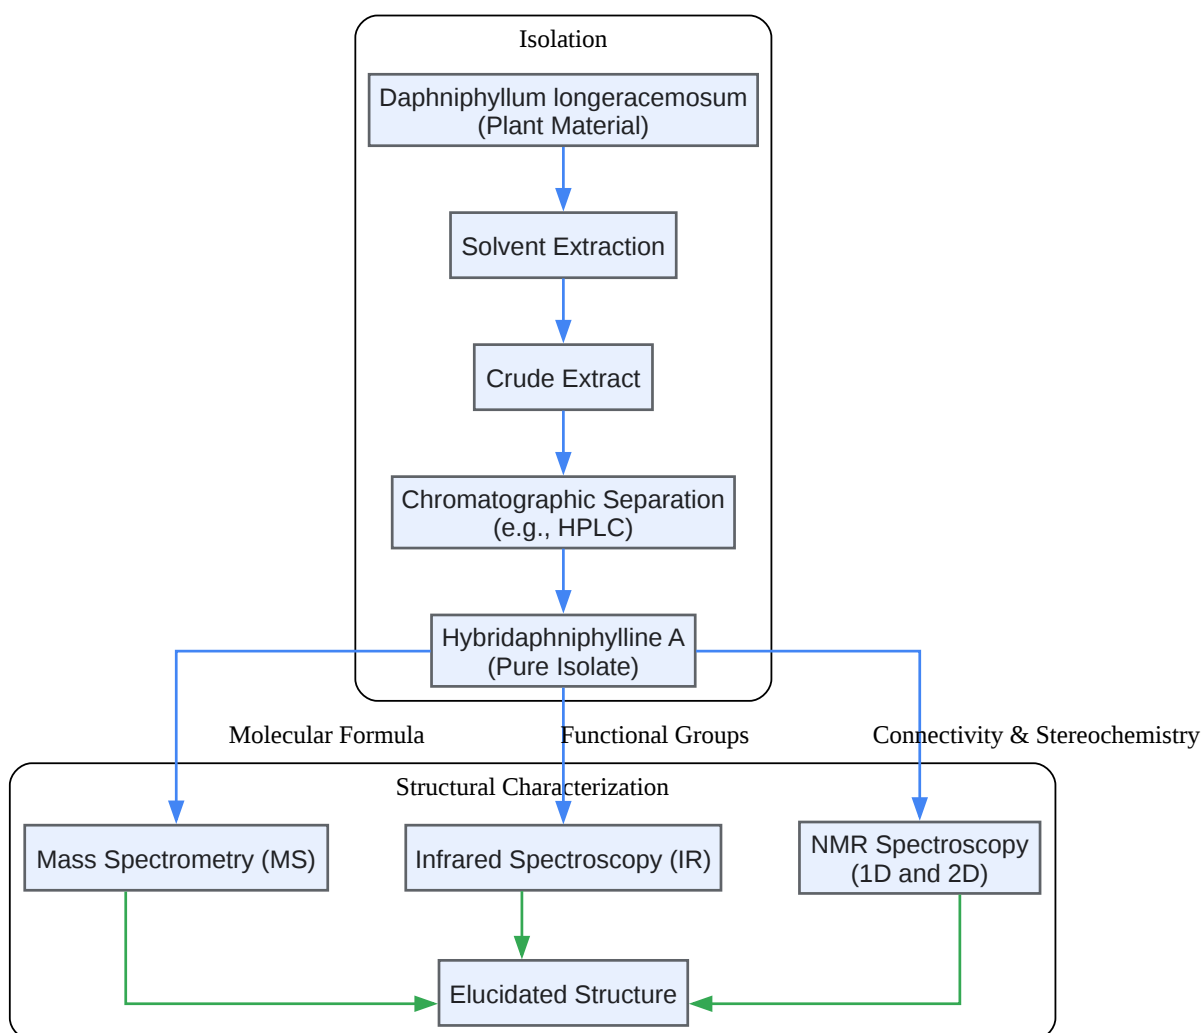 Isolation
Daphniphyllum longeracemosum
(Plant Material)
Solvent Extraction
Crude Extract
Chromatographic Separation
(e.g., HPLC)
Hybridaphniphylline A
(Pure Isolate)
Molecular Formula
Functional Groups
Connectivity & Stereochemistry
Structural Characterization
Mass Spectrometry (MS)
Infrared Spectroscopy (IR)
NMR Spectroscopy
(1D and 2D)
Elucidated Structure